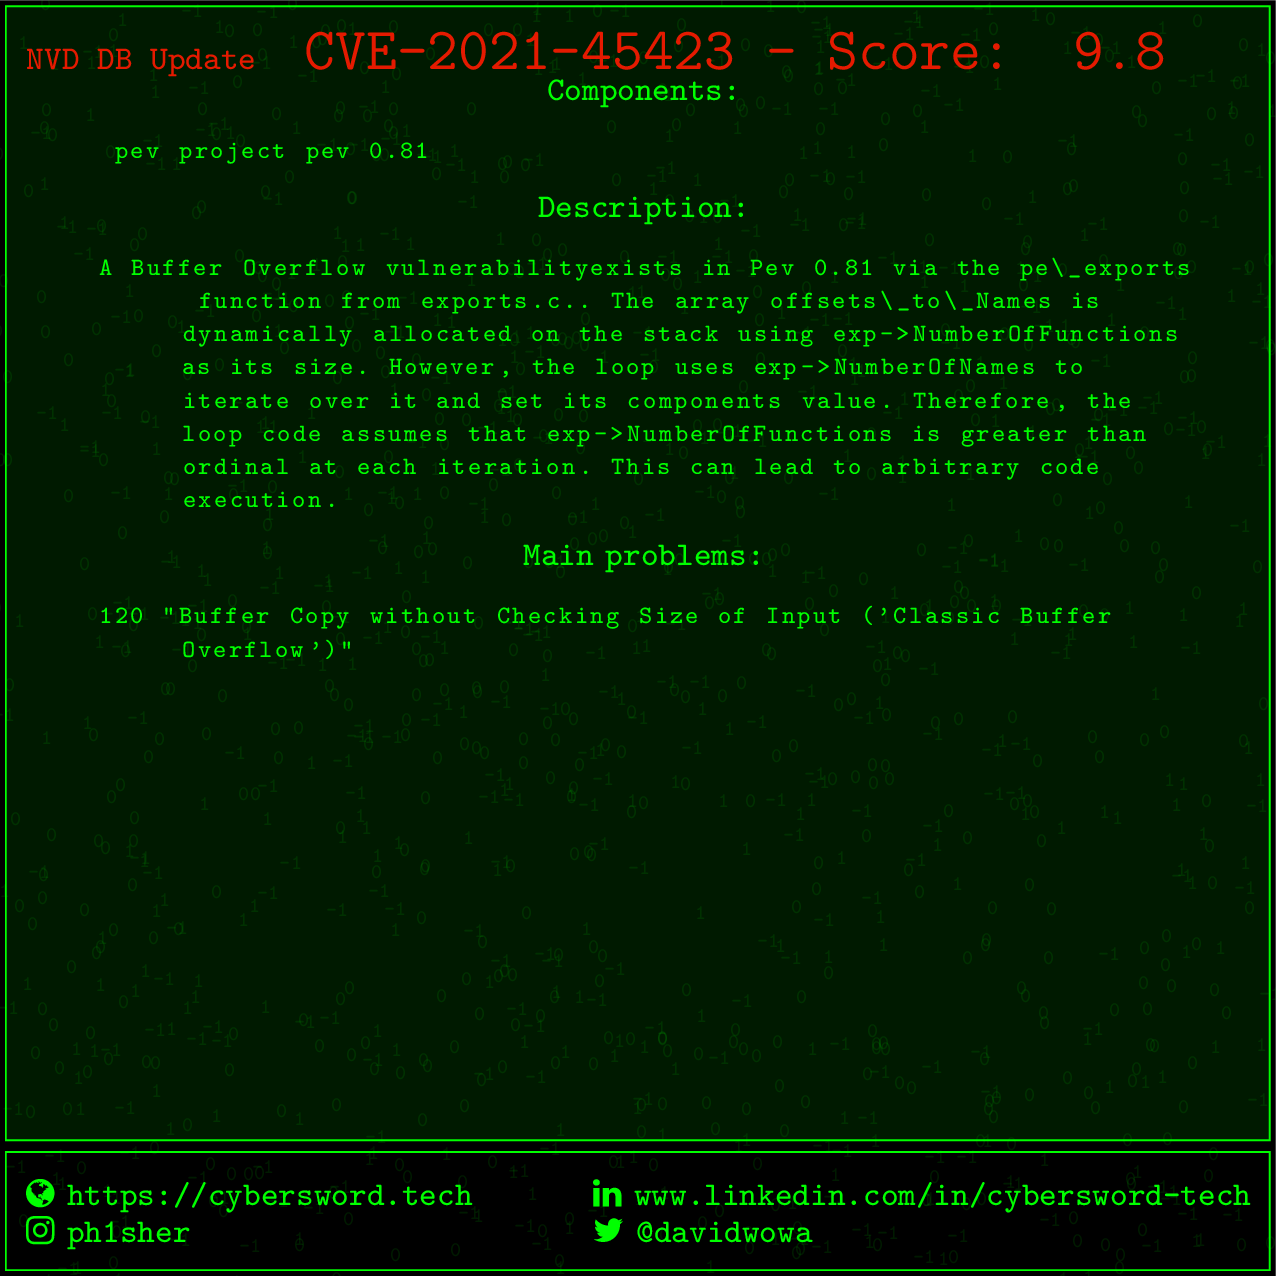 NVD DB Update CVE-2021-45423 - Score: 9.8
Components:
pev project pev 0.81
Description:
A Buffer Overflow vulnerabilityexists in Pev 0.81 via the pe\_exports
function from exports.c.. The array offsets\_to\_Names is
dynamically allocated on the stack using exp->NumberOfFunctions
as its size. However, the loop uses exp->NumberOfNames to
iterate over it and set its components value. Therefore, the
loop code assumes that exp->NumberOfFunctions is greater than
ordinal at each iteration. This can lead to arbitrary code
execution.
Main problems:
120 "Buffer Copy without Checking Size of Input ('Classic Buffer
Overflow')"
https://cybersword.tech www.linkedin.com/in/cybersword-tech
ph1sher @davidwowa